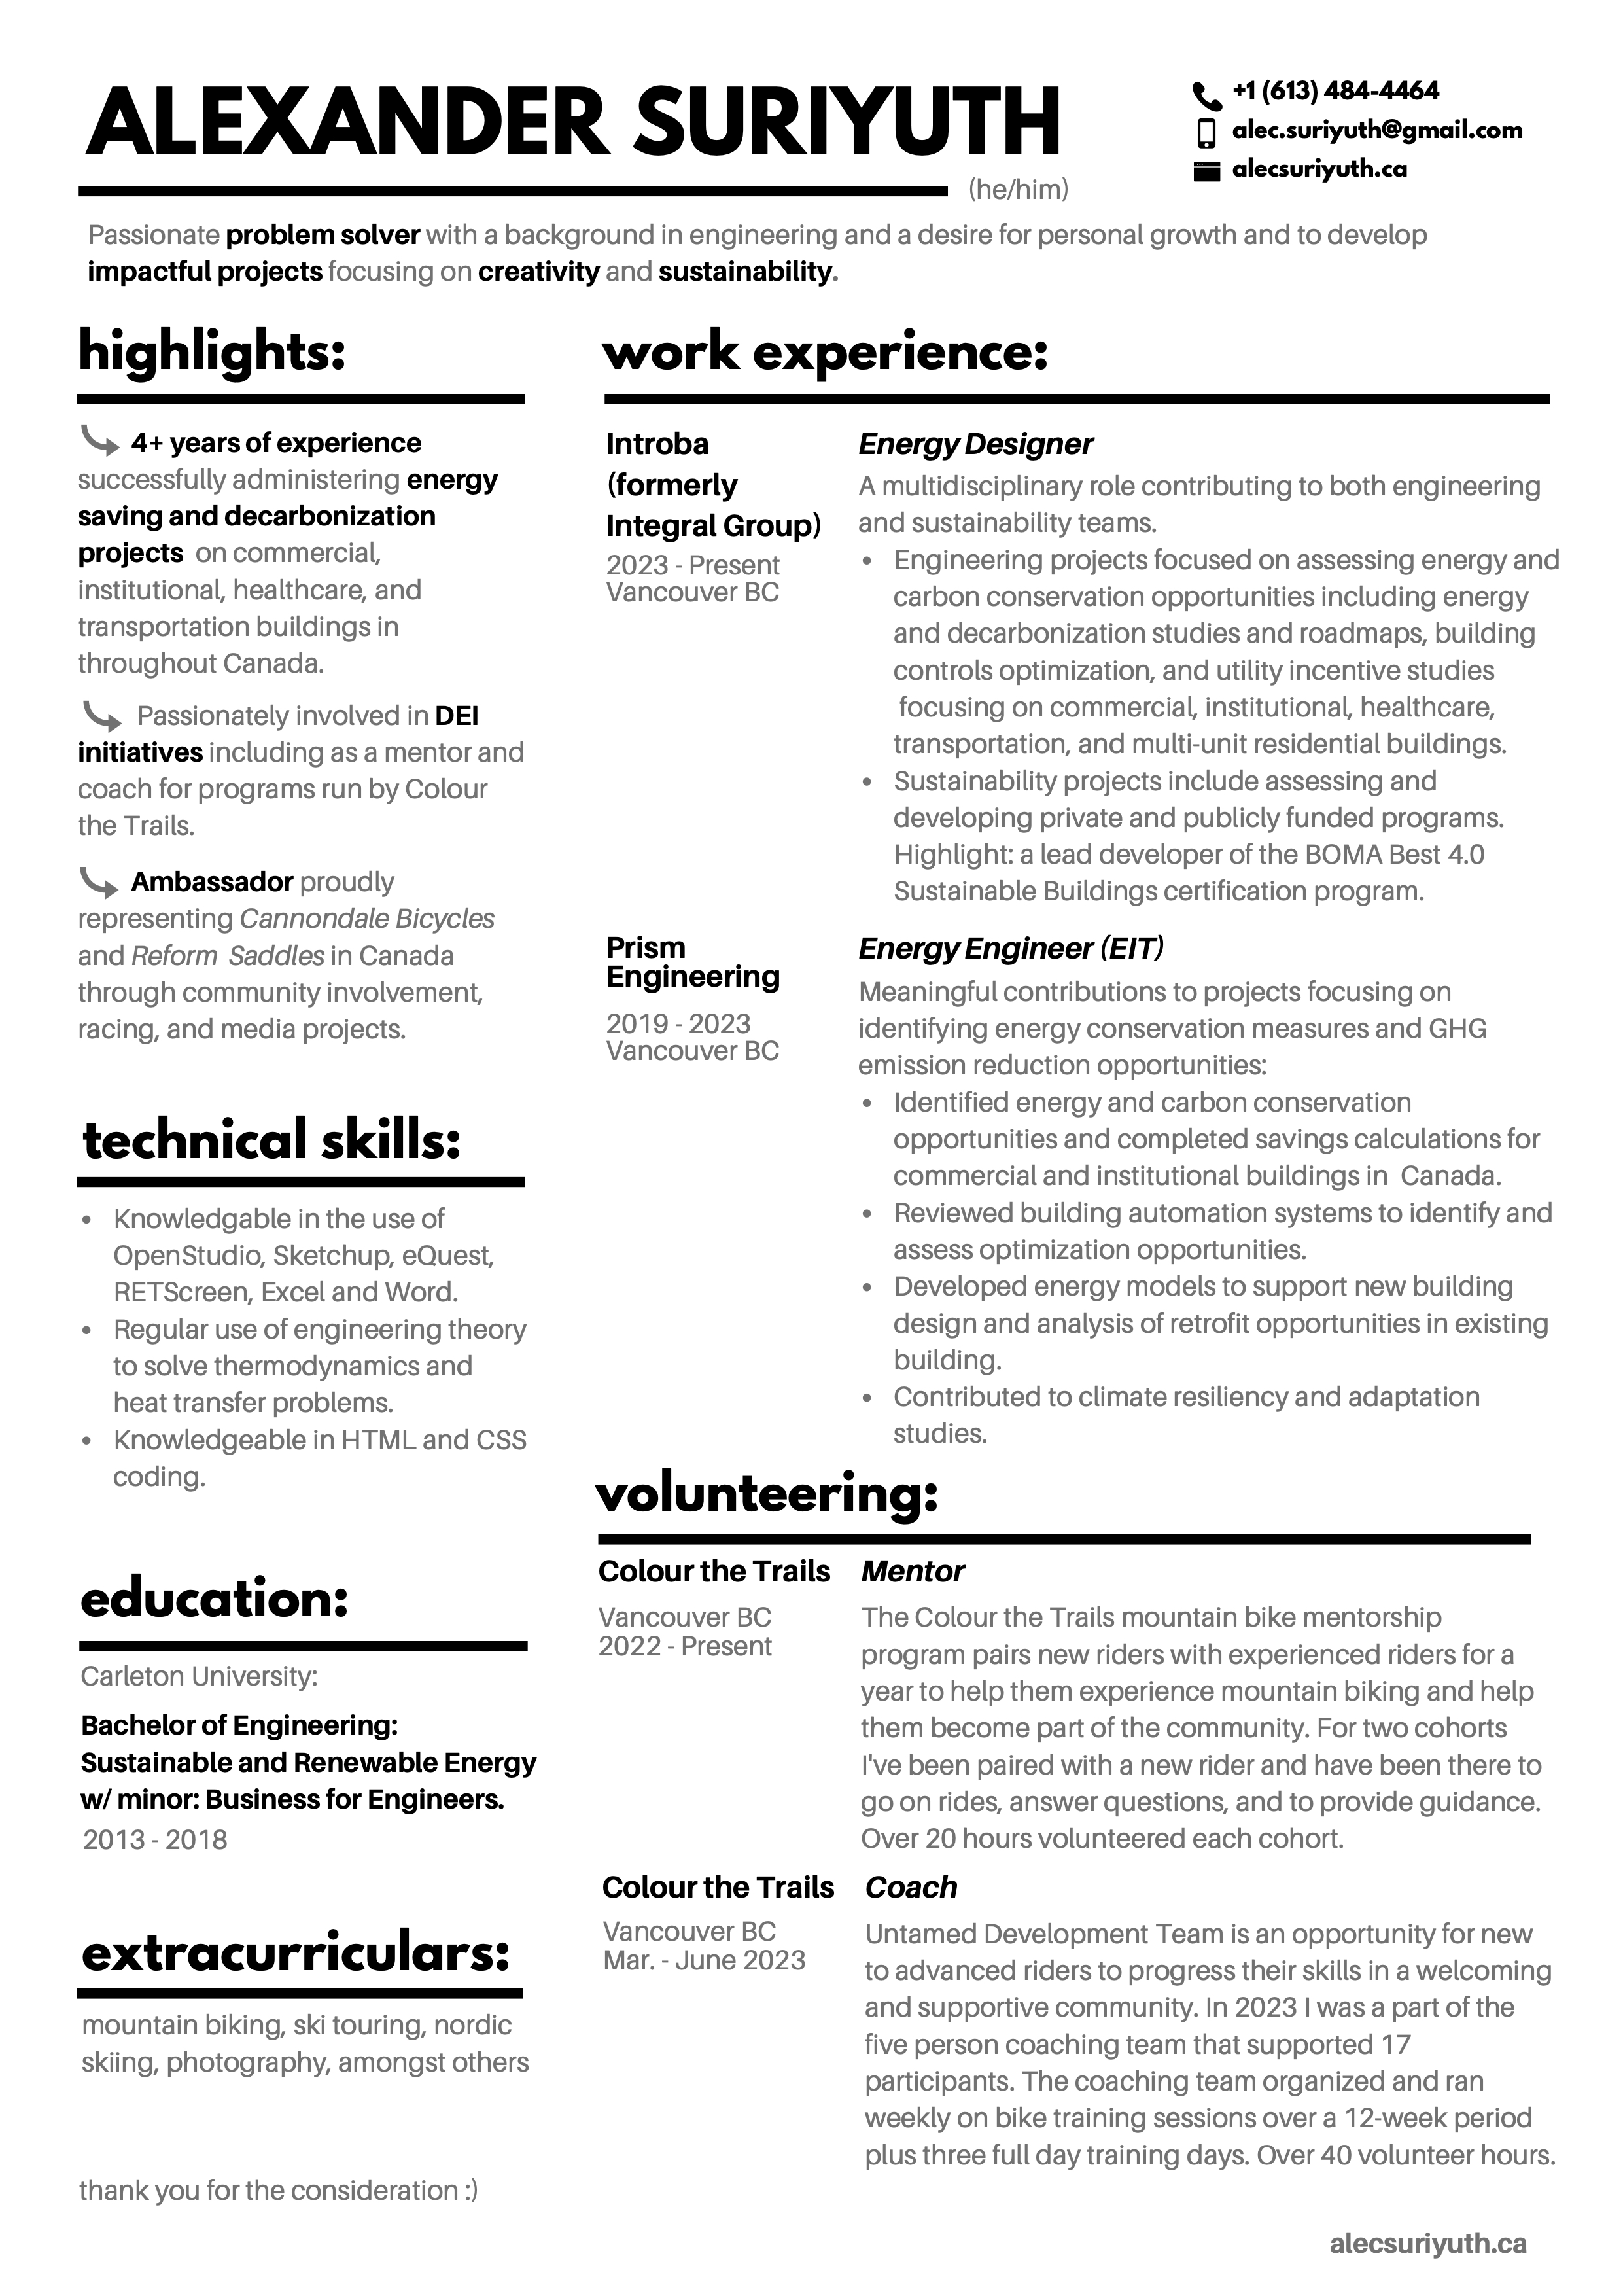 ALEXANDER SURIYUTH
(he/him)
+1 (613) 484-4464
alec.suriyuth@gmail.com
alecsuriyuth.ca
Passionate problem solver with a background in engineering and a desire for personal growth and to develop
impactful projects focusing on creativity and sustainability.
highlights:
4+ years of experience
successfully administering energy
saving and decarbonization
projects on commercial,
institutional, healthcare, and
transportation buildings in
throughout Canada.
Passionately involved in DEI
initiatives including as a mentor and
coach for programs run by Colour
the Trails.
Ambassador proudly
representing Cannondale Bicycles
and Reform Saddles in Canada
through community involvement,
racing, and media projects.
technical skills:
• Knowledgable in the use of
OpenStudio, Sketchup, eQuest,
RETScreen, Excel and Word.
• Regular use of engineering theory
to solve thermodynamics and
heat transfer problems.
• Knowledgeable in HTML and CSS
coding.
education:
Carleton University:
Bachelor of Engineering:
Sustainable and Renewable Energy
w/ minor: Business for Engineers.
2013 - 2018
extracurriculars:
mountain biking, ski touring, nordic
skiing, photography, amongst others
thank you for the consideration :)
work experience:
Introba
(formerly
Integral Group)
2023 - Present
Vancouver BC
Energy Designer
A multidisciplinary role contributing to both engineering
and sustainability teams.
• Engineering projects focused on assessing energy and
carbon conservation opportunities including energy
and decarbonization studies and roadmaps, building
controls optimization, and utility incentive studies
focusing on commercial, institutional, healthcare,
transportation, and multi-unit residential buildings.
• Sustainability projects include assessing and
developing private and publicly funded programs.
Highlight: a lead developer of the BOMA Best 4.0
Sustainable Buildings certification program.
Prism
Engineering
2019 - 2023
Vancouver BC
Energy Engineer (EIT)
Meaningful contributions to projects focusing on
identifying energy conservation measures and GHG
emission reduction opportunities:
• Identified energy and carbon conservation
opportunities and completed savings calculations for
commercial and institutional buildings in Canada.
• Reviewed building automation systems to identify and
assess optimization opportunities.
• Developed energy models to support new building
design and analysis of retrofit opportunities in existing
building.
• Contributed to climate resiliency and adaptation
studies.
volunteering:
Colour the Trails
Vancouver BC
2022 - Present
Mentor
The Colour the Trails mountain bike mentorship
program pairs new riders with experienced riders for a
year to help them experience mountain biking and help
them become part of the community. For two cohorts
I've been paired with a new rider and have been there to
go on rides, answer questions, and to provide guidance.
Over 20 hours volunteered each cohort.
Colour the Trails
Vancouver BC
Mar. - June 2023
Coach
Untamed Development Team is an opportunity for new
to advanced riders to progress their skills in a welcoming
and supportive community. In 2023 I was a part of the
five person coaching team that supported 17
participants. The coaching team organized and ran
weekly on bike training sessions over a 12-week period
plus three full day training days. Over 40 volunteer hours.
alecsuriyuth.ca